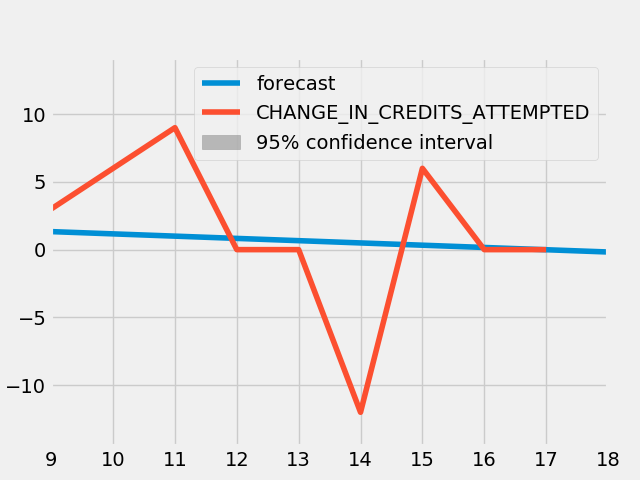 forecast
CHANGE_IN_CREDITS_ATTEMPTED
95% confidence interval
10
5
0
−5
−10
9 10 11 12 13 14 15 16 17 18